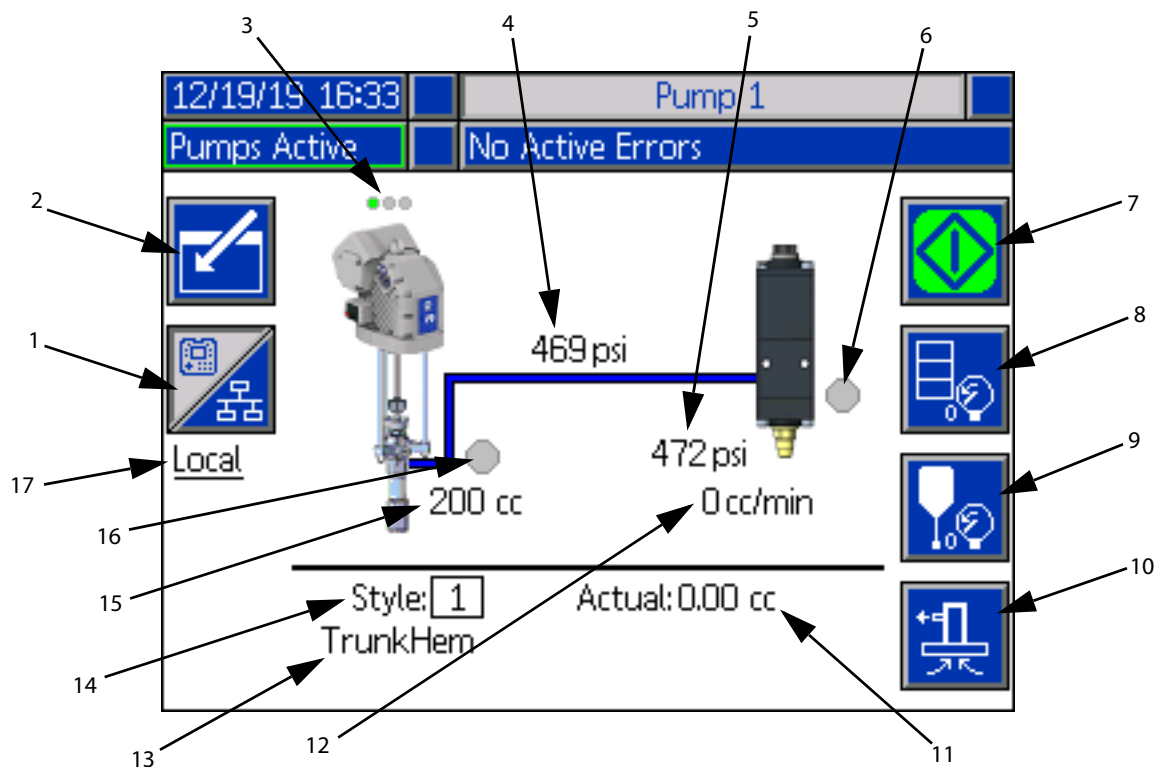 3
4
5
6
12/19/19 16:33
Pump 1
Pumps Active
No Active Errors
2
7
1
469 psi
8
472 psi
Local
17
9
16
200 cc
0 cc/min
15
Style: 1
Actual: 0.00 cc
10
TrunkHem
14
13
12
11